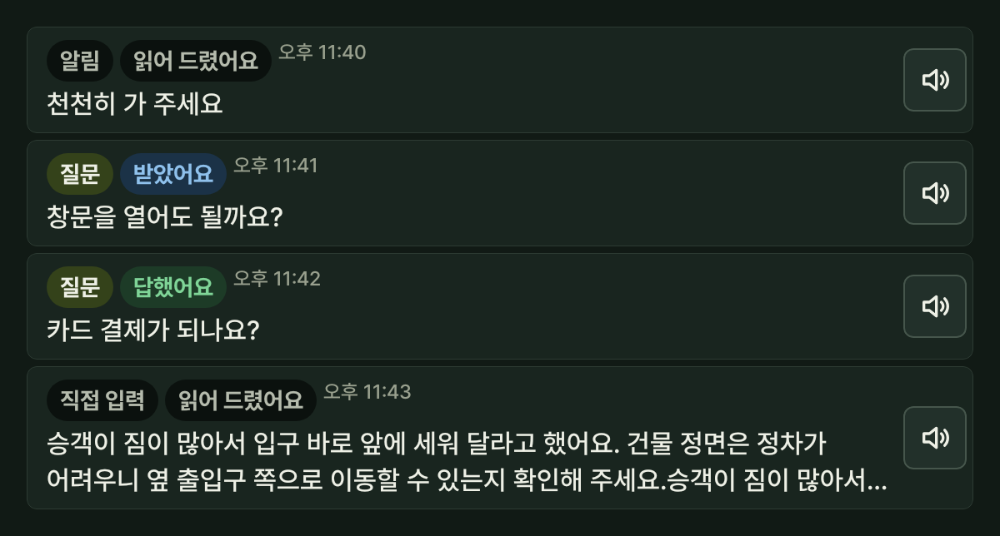 알림 읽어 드렸어요 오후 11:40
천천히 가 주세요
질문 받았어요 오후 11:41
창문을 열어도 될까요?
질문 답했어요 오후 11:42
카드 결제가 되나요?
직접 입력 읽어 드렸어요 오후 11:43
승객이 짐이 많아서 입구 바로 앞에 세워 달라고 했어요. 건물 정면은 정차가
어려우니 옆 출입구 쪽으로 이동할 수 있는지 확인해 주세요.승객이 짐이 많아서...